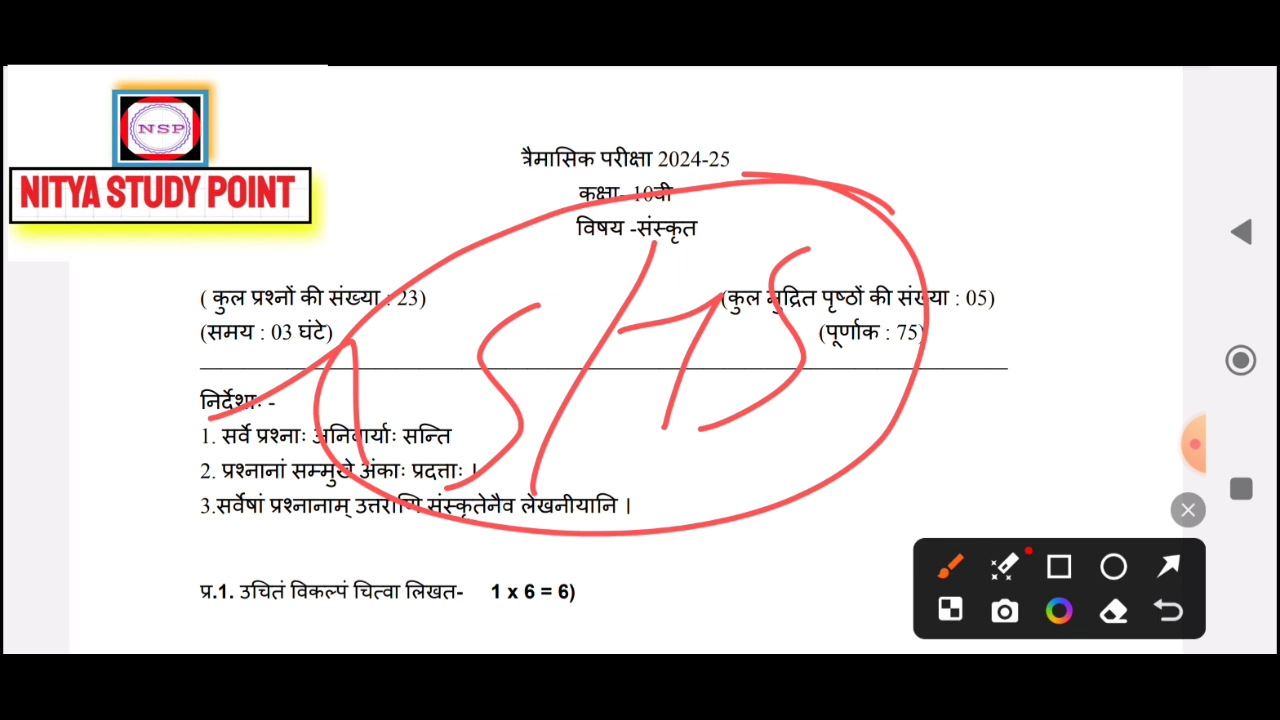 NSP
NITYA STUDY POINT
त्रैमासिक परीक्षा 2024-25
कक्षा- 10वी
विषय -संस्कृत
( कुल प्रश्नों की संख्या : 23) (कुल मुद्रित पृष्ठों की संख्या : 05)
(समय : 03 घंटे) (पूर्णाक : 75)
निर्देशाः -
1. सर्वे प्रश्नाः अनिवार्याः सन्ति
2. प्रश्नानां सम्मुखे अंकाः प्रदत्ताः ।
3.सर्वेषां प्रश्नानाम् उत्तराणि संस्कृतेनैव लेखनीयानि ।
प्र.1. उचितं विकल्पं चित्वा लिखत- 1 x 6 = 6)